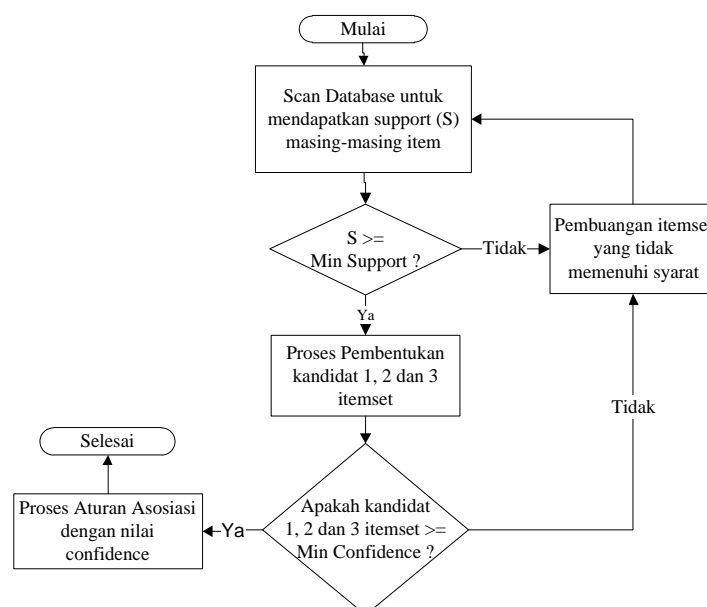 Mulai
Scan Database untuk
mendapatkan support (S)
masing-masing item
S >=
Min Support ?
Tidak
Pembuangan itemse
yang tidak
memenuhi syarat
Ya
Proses Pembentukan
kandidat 1, 2 dan 3
itemset
Tidak
Selesai
Apakah kandidat
1, 2 dan 3 itemset >=
Min Confidence ?
Ya
Proses Aturan Asosiasi
dengan nilai
confidence